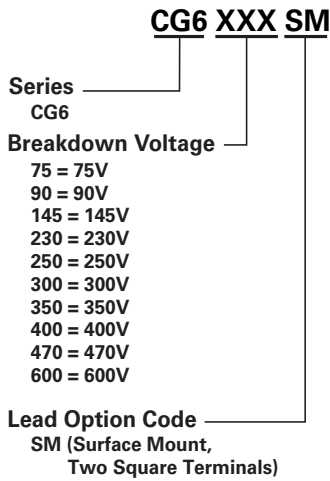 CG6 XXX SM
Series
CG6
Breakdown Voltage
75 = 75V
90 = 90V
145 = 145V
230 = 230V
250 = 250V
300 = 300V
350 = 350V
400 = 400V
470 = 470V
600 = 600V
Lead Option Code
SM (Surface Mount,
Two Square Terminals)